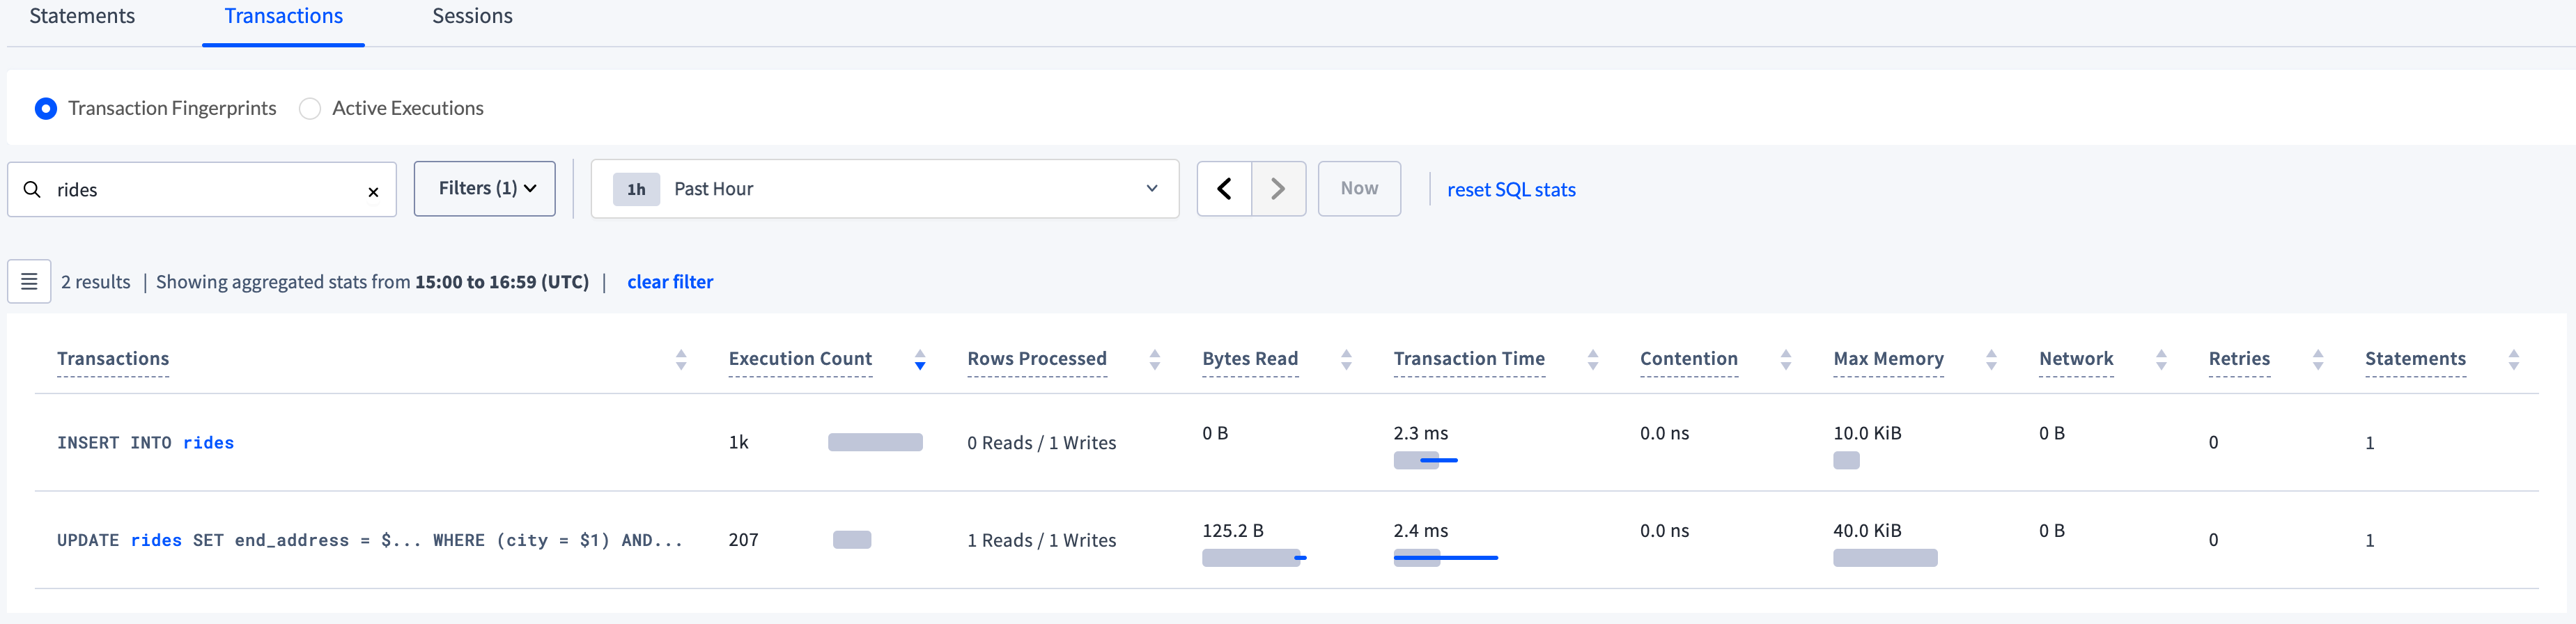 Statements Transactions Sessions
Transaction Fingerprints Active Executions
rides × Filters (1) 1h Past Hour Now reset SQL stats
2 results | Showing aggregated stats from 15:00 to 16:59 (UTC) | clear filter
Transactions Execution Count Rows Processed Bytes Read Transaction Time Contention Max Memory Network Retries Statements
INSERT INTO rides 1k 0 Reads / 1 Writes 0 B 2.3 ms 0.0 ns 10.0 KiB 0 B 0 1
UPDATE rides SET end_address = $... WHERE (city = $1) AND... 207 1 Reads / 1 Writes 125.2 B 2.4 ms 0.0 ns 40.0 KiB 0 B 0 1